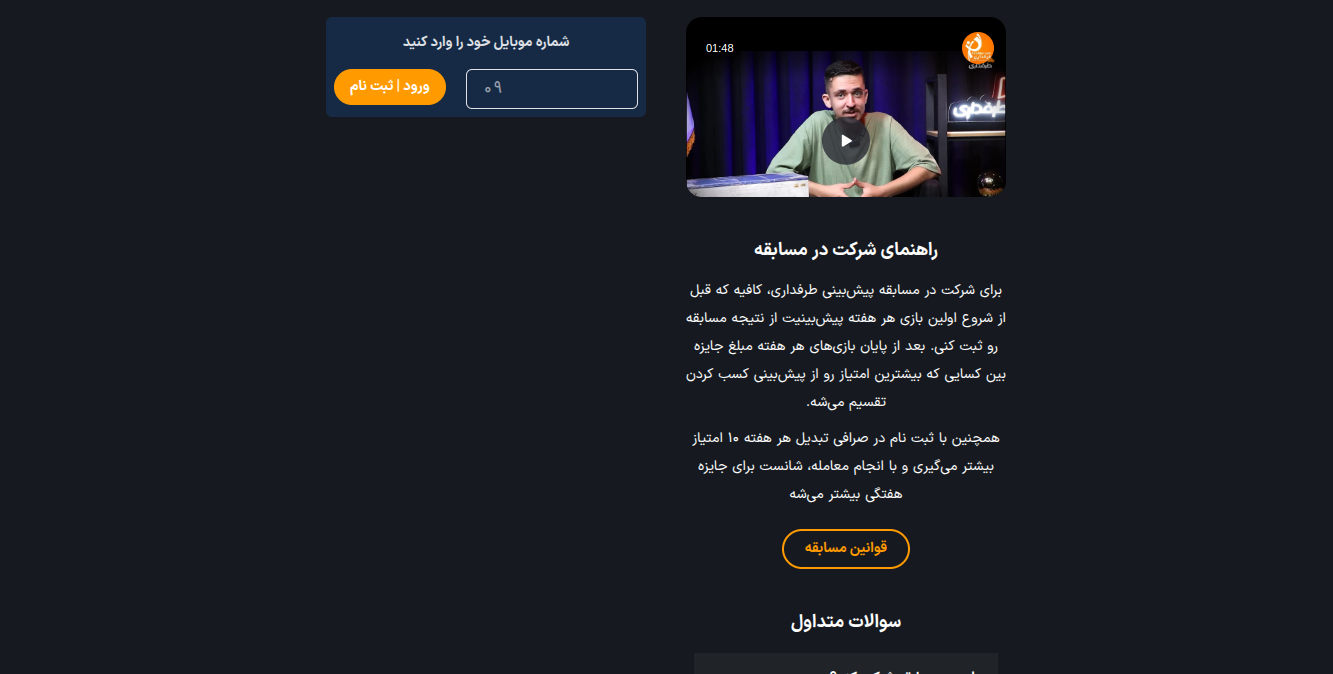 01:48
طرفداری
طرفداری
راهنمای شرکت در مسابقه
برای شرکت در مسابقه پیش‌بینی طرفداری، کافیه که قبل
از شروع اولین بازی هر هفته پیش‌بینیت از نتیجه مسابقه
رو ثبت کنی. بعد از پایان بازی‌های هر هفته مبلغ جایزه
بین کسایی که بیشترین امتیاز رو از پیش‌بینی کسب کردن
تقسیم می‌شه.
همچنین با ثبت نام در صرافی تبدیل هر هفته ۱۰ امتیاز
بیشتر می‌گیری و با انجام معامله، شانست برای جایزه
هفتگی بیشتر می‌شه
قوانین مسابقه
سوالات متداول
شماره موبایل خود را وارد کنید
۰۹
ورود | ثبت نام